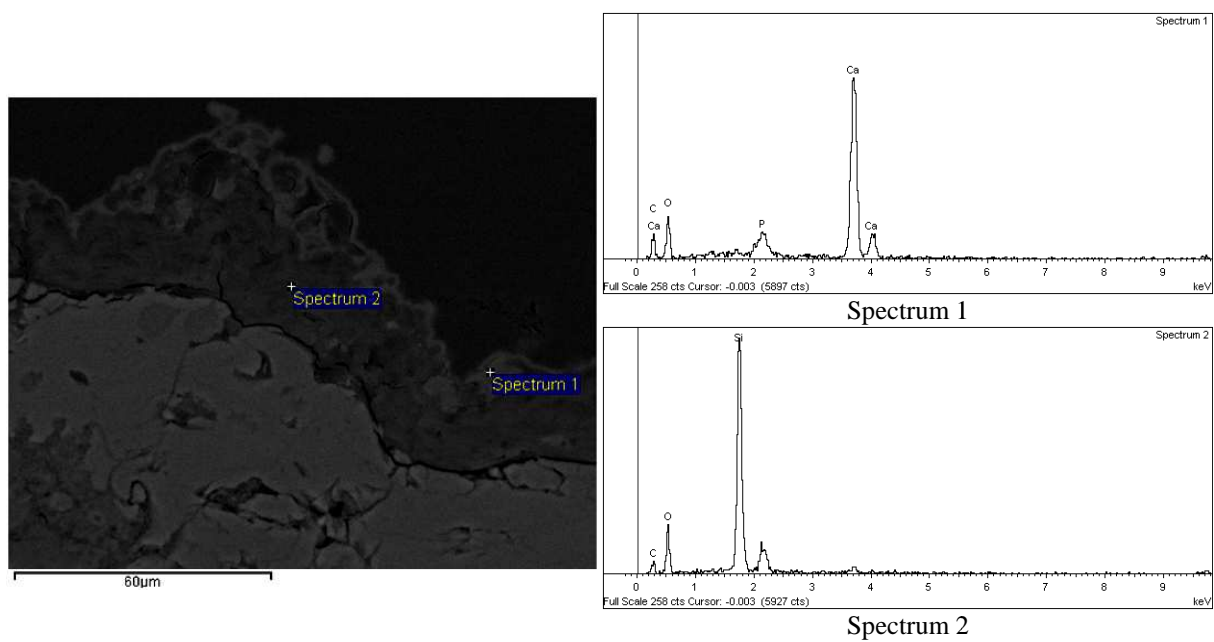 Spectrum 2
Spectrum 1
60µm
Spectrum 1
Ca
C
O
Ca
P
Ca
0 1 2 3 4 5 6 7 8 9
Full Scale 258 cts Cursor: -0.003 (5897 cts)
keV
Spectrum 1
Spectrum 2
Si
O
C
0 1 2 3 4 5 6 7 8 9
Full Scale 258 cts Cursor: -0.003 (5927 cts)
keV
Spectrum 2